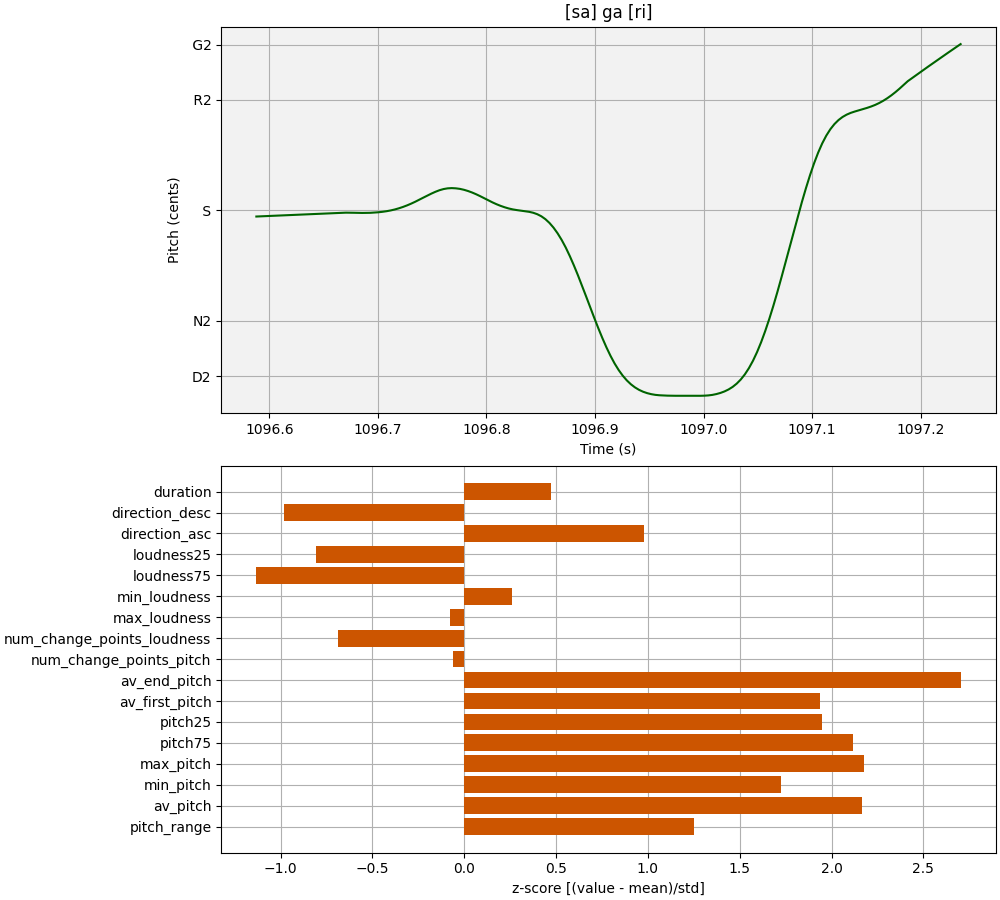 [sa] ga [ri]
G2
R2
S
N2
D2
Pitch (cents)
1096.6 1096.7 1096.8 1096.9 1097.0 1097.1 1097.2
Time (s)
duration
direction_desc
direction_asc
loudness25
loudness75
min_loudness
max_loudness
num_change_points_loudness
num_change_points_pitch
av_end_pitch
av_first_pitch
pitch25
pitch75
max_pitch
min_pitch
av_pitch
pitch_range
−1.0 −0.5 0.0 0.5 1.0 1.5 2.0 2.5
z-score [(value - mean)/std]